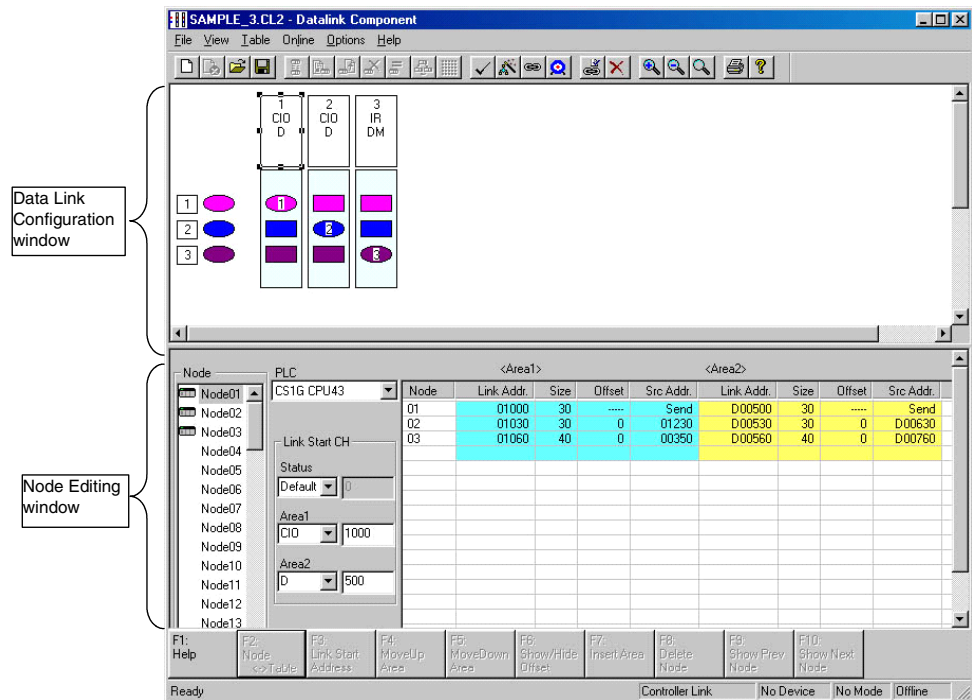 SAMPLE_3.CL2 - Datalink Component
File View Table Online Options Help
1 2 3
CIO CIO IR
D D DM
Data Link
Configuration
window
1 1
2 2
3 3
<Area1> <Area2>
Node PLC
CS1G CPU43
Node Link Addr. Size Offset Src Addr. Link Addr. Size Offset Src Addr.
01 01000 30 ----- Send D00500 30 ----- Send
02 01030 30 0 01230 D00530 30 0 D00630
03 01060 40 0 00350 D00560 40 0 D00760
Node01
Node02
Node03
Node04
Node05
Node06
Node07
Node08
Node09
Node10
Node11
Node12
Node13
Link Start CH
Status
Default 0
Area1
CIO 1000
Area2
D 500
Node Editing
window
F1:
Help
F2:
Node
<->Table
F3:
Link Start
Address
F4:
MoveUp
Area
F5:
MoveDown
Area
F6:
Show/Hide
Offset
F7:
Insert Area
F8:
Delete
Node
F9:
Show Prev
Node
F10:
Show Next
Node
Ready Controller Link No Device No Mode Offline